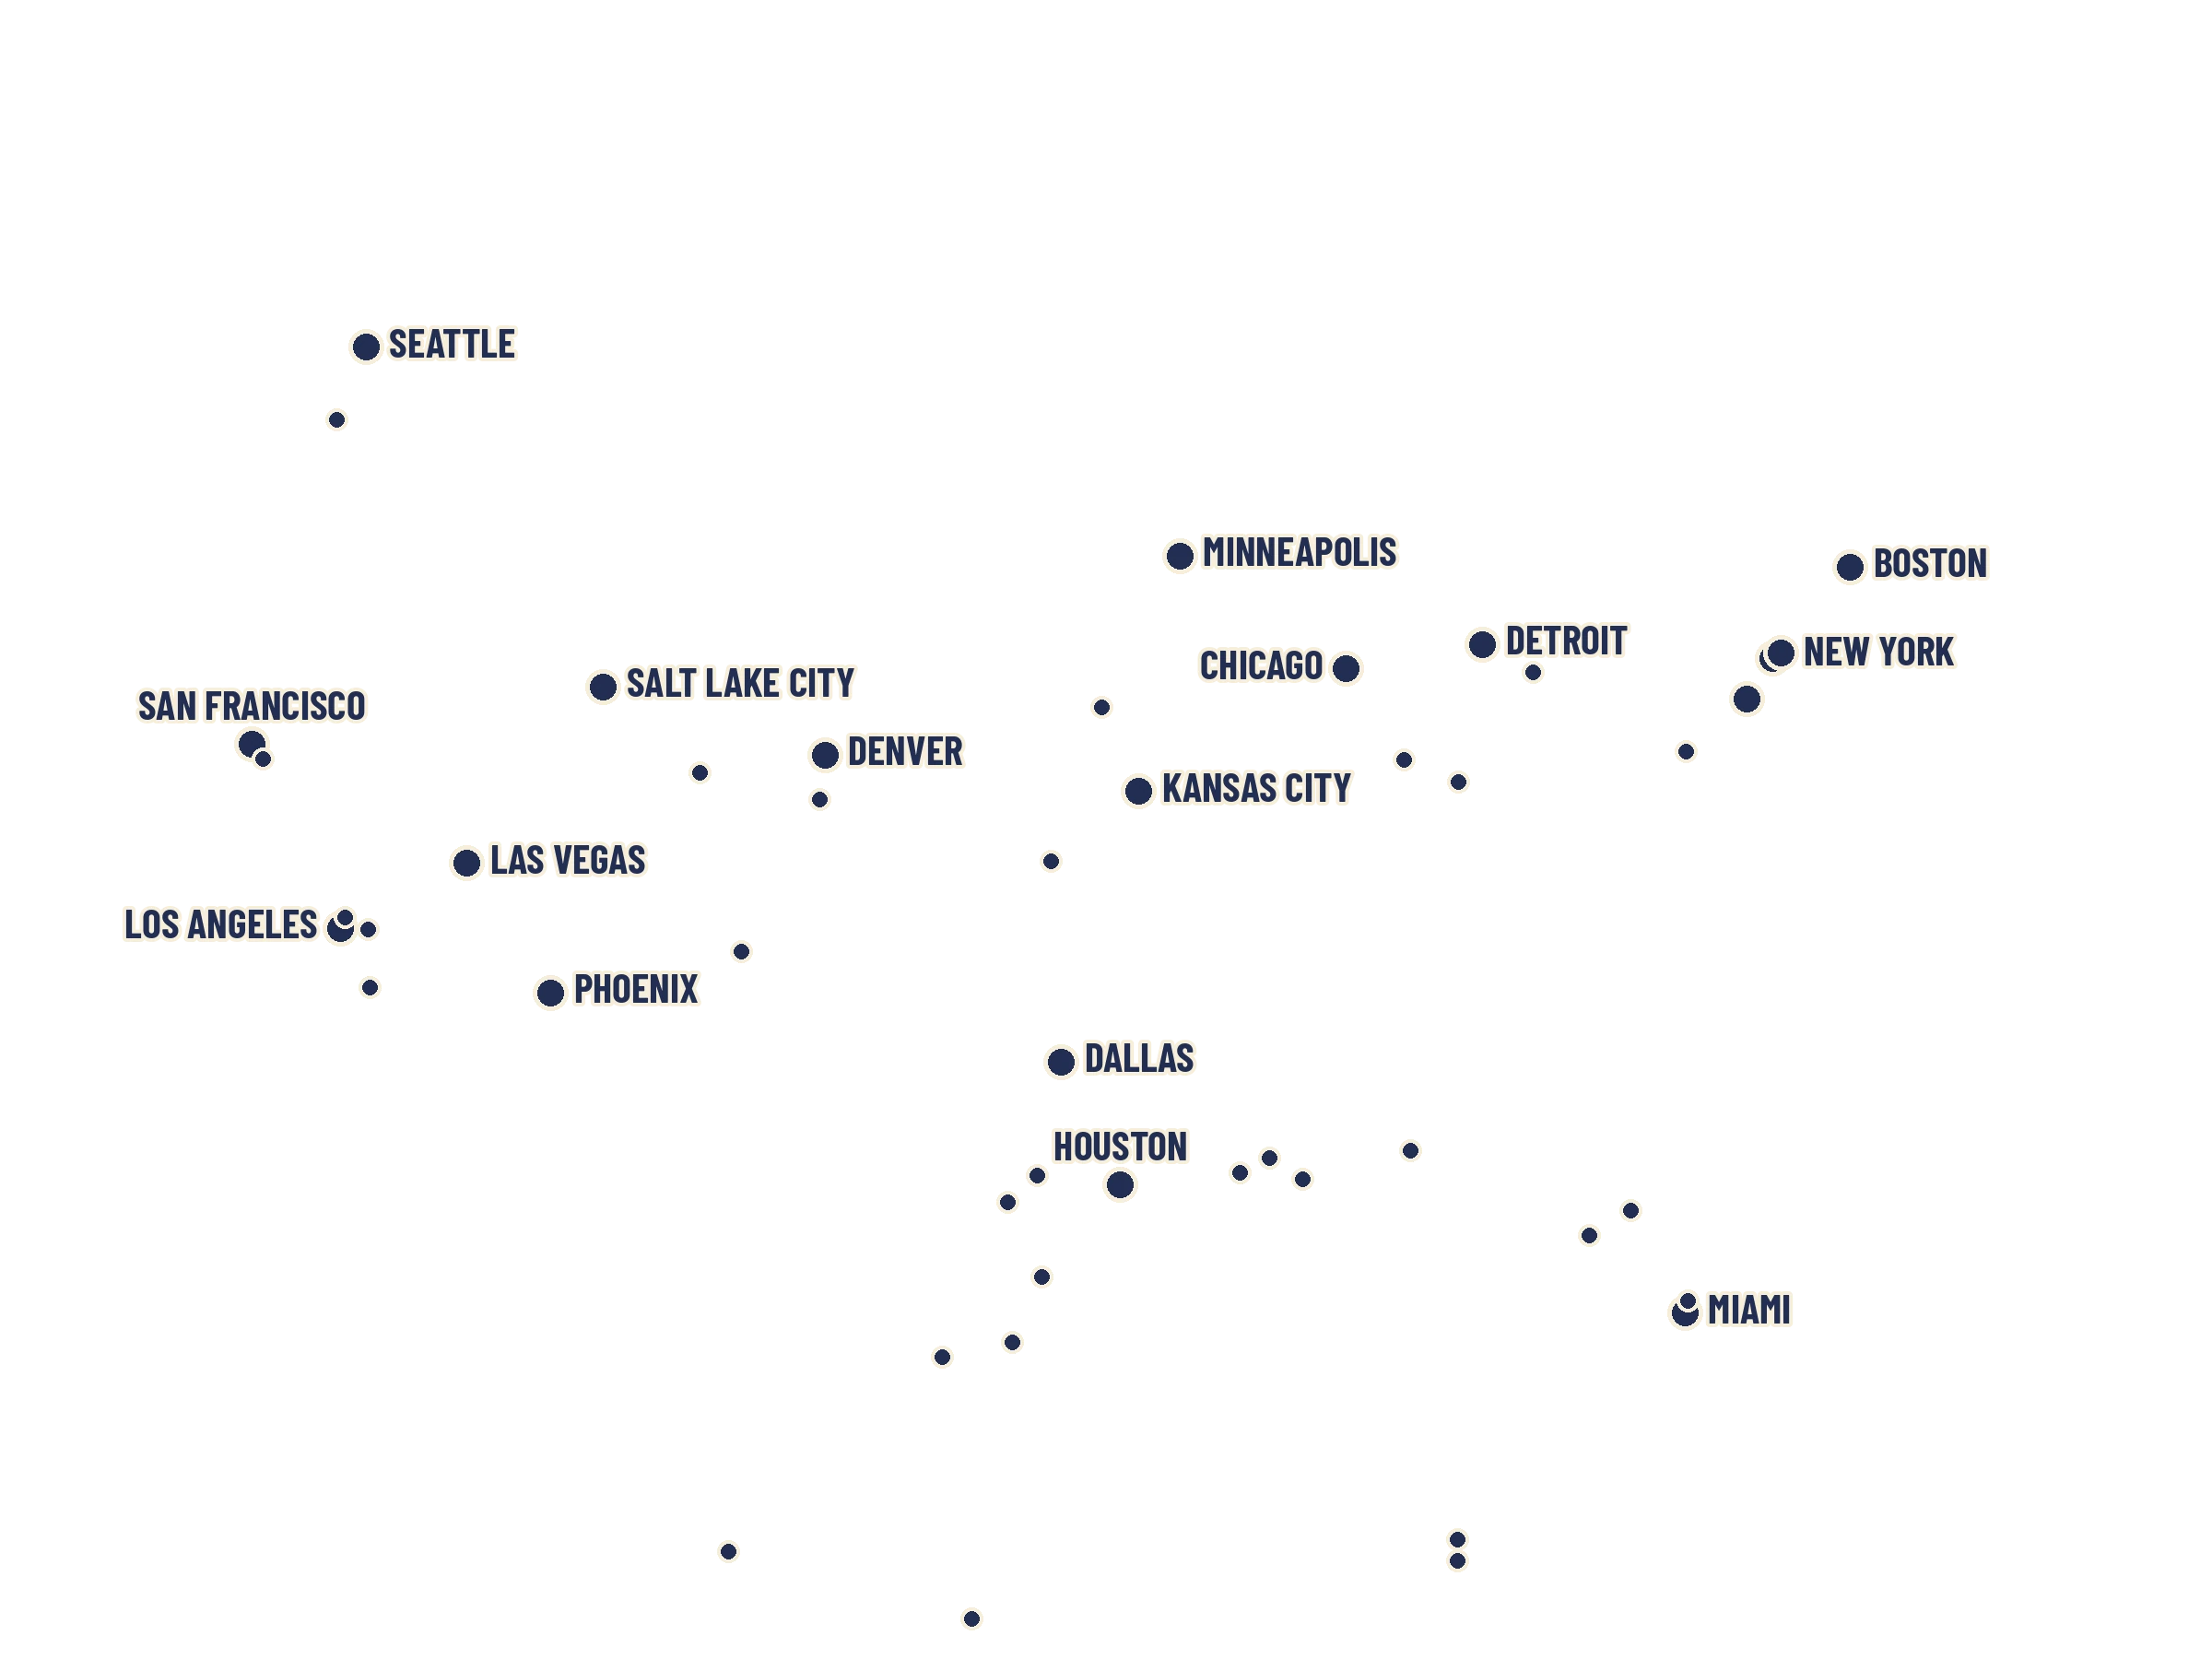 SEATTLE
MINNEAPOLIS
BOSTON
DETROIT
NEW YORK
CHICAGO
SALT LAKE CITY
SAN FRANCISCO
DENVER
KANSAS CITY
LAS VEGAS
LOS ANGELES
PHOENIX
DALLAS
HOUSTON
MIAMI